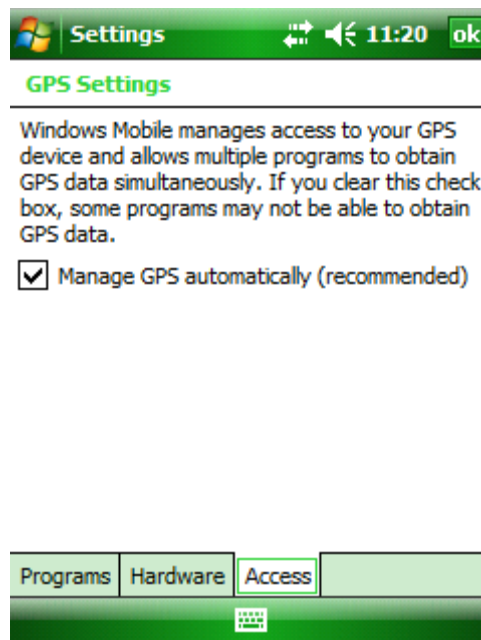 Settings 11:20 ok
GPS Settings
Windows Mobile manages access to your GPS
device and allows multiple programs to obtain
GPS data simultaneously. If you clear this check
box, some programs may not be able to obtain
GPS data.
Manage GPS automatically (recommended)
Programs Hardware Access